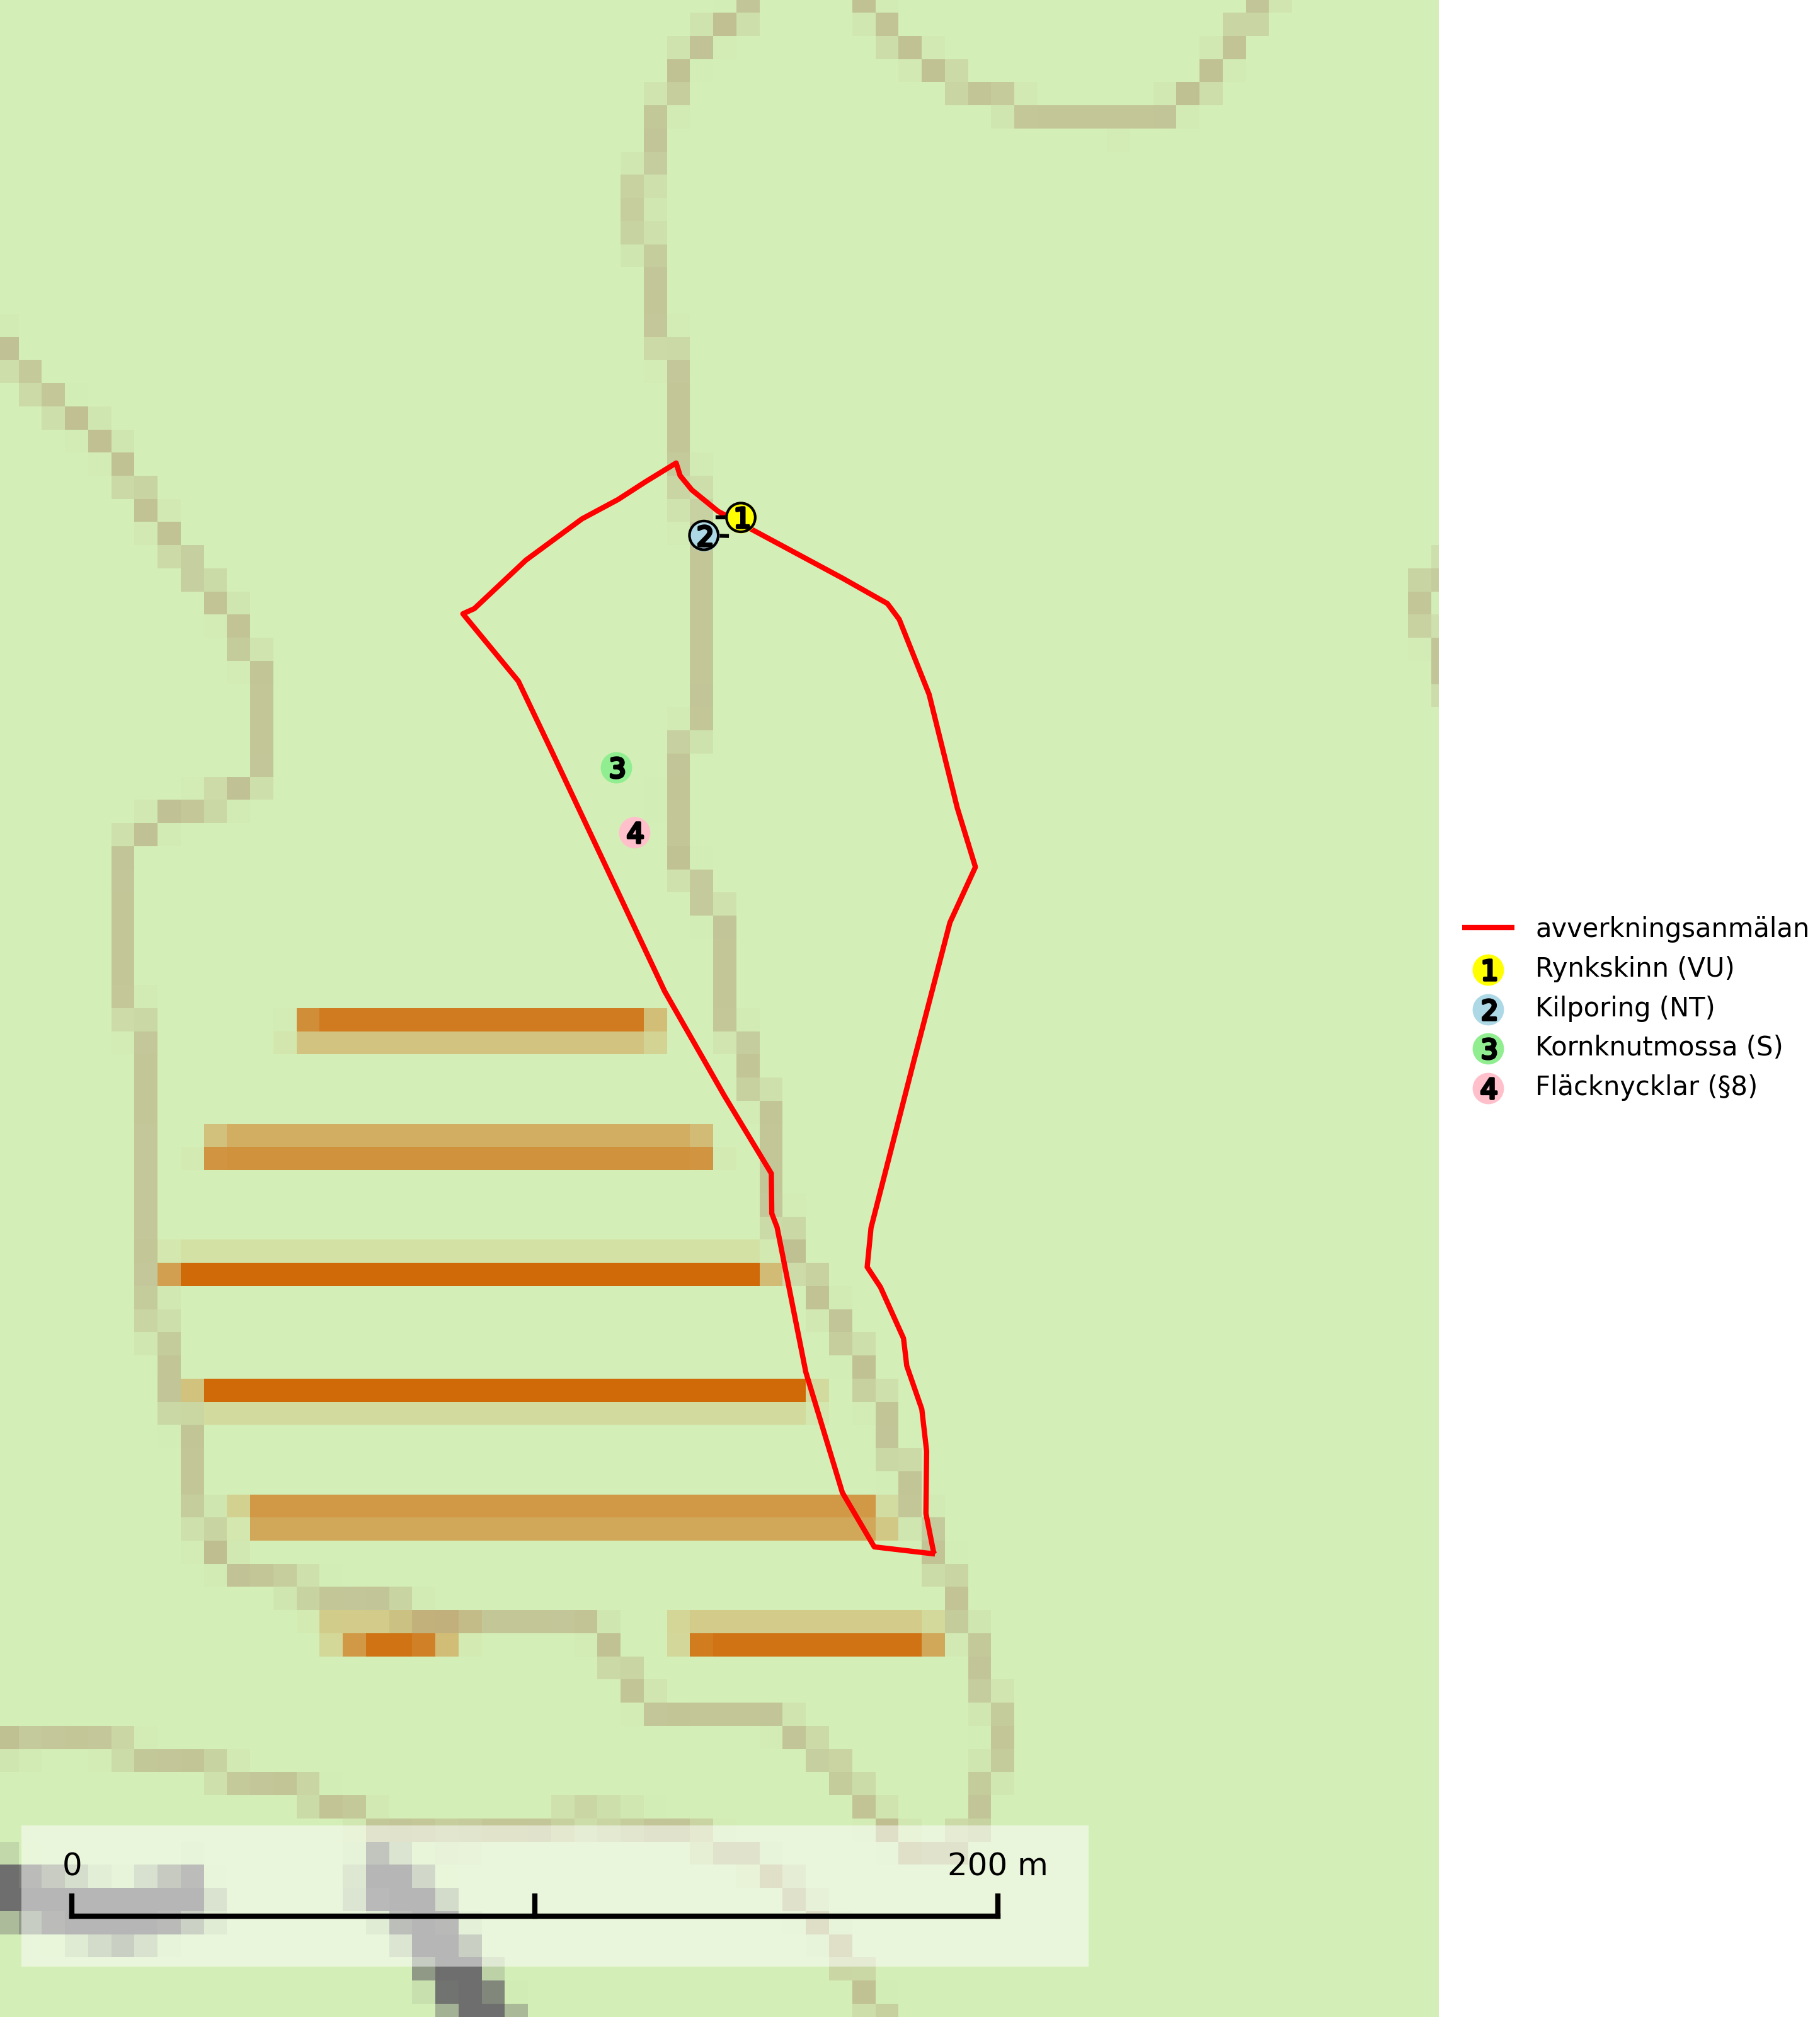 1
2
3
4
avverkningsanmälan
1 Rynkskinn (VU)
2 Kilporing (NT)
3 Kornknutmossa (S)
4 Fläcknycklar (§8)
0 200 m